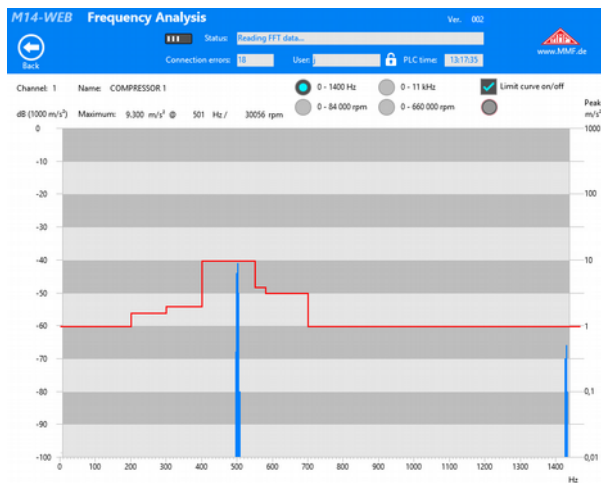 M14-WEB Frequency Analysis Ver. 002
Status: Reading FFT data...
Connection errors: 18 User: j PLC time: 13:17:35
Back
www.MMF.de
Channel: 1 Name: COMPRESSOR 1 0 - 1400 Hz 0 - 11 kHz Limit curve on/off
0 - 84 000 rpm 0 - 660 000 rpm
dB (1000 m/s²) Maximum: 9.300 m/s² @ 501 Hz / 30056 rpm
Peak
m/s²
0 1000
-10
-20 100
-30
-40 10
-50
-60 1
-70
-80 0,1
-90
-100 0,01
0 100 200 300 400 500 600 700 800 900 1000 1100 1200 1300 1400
Hz